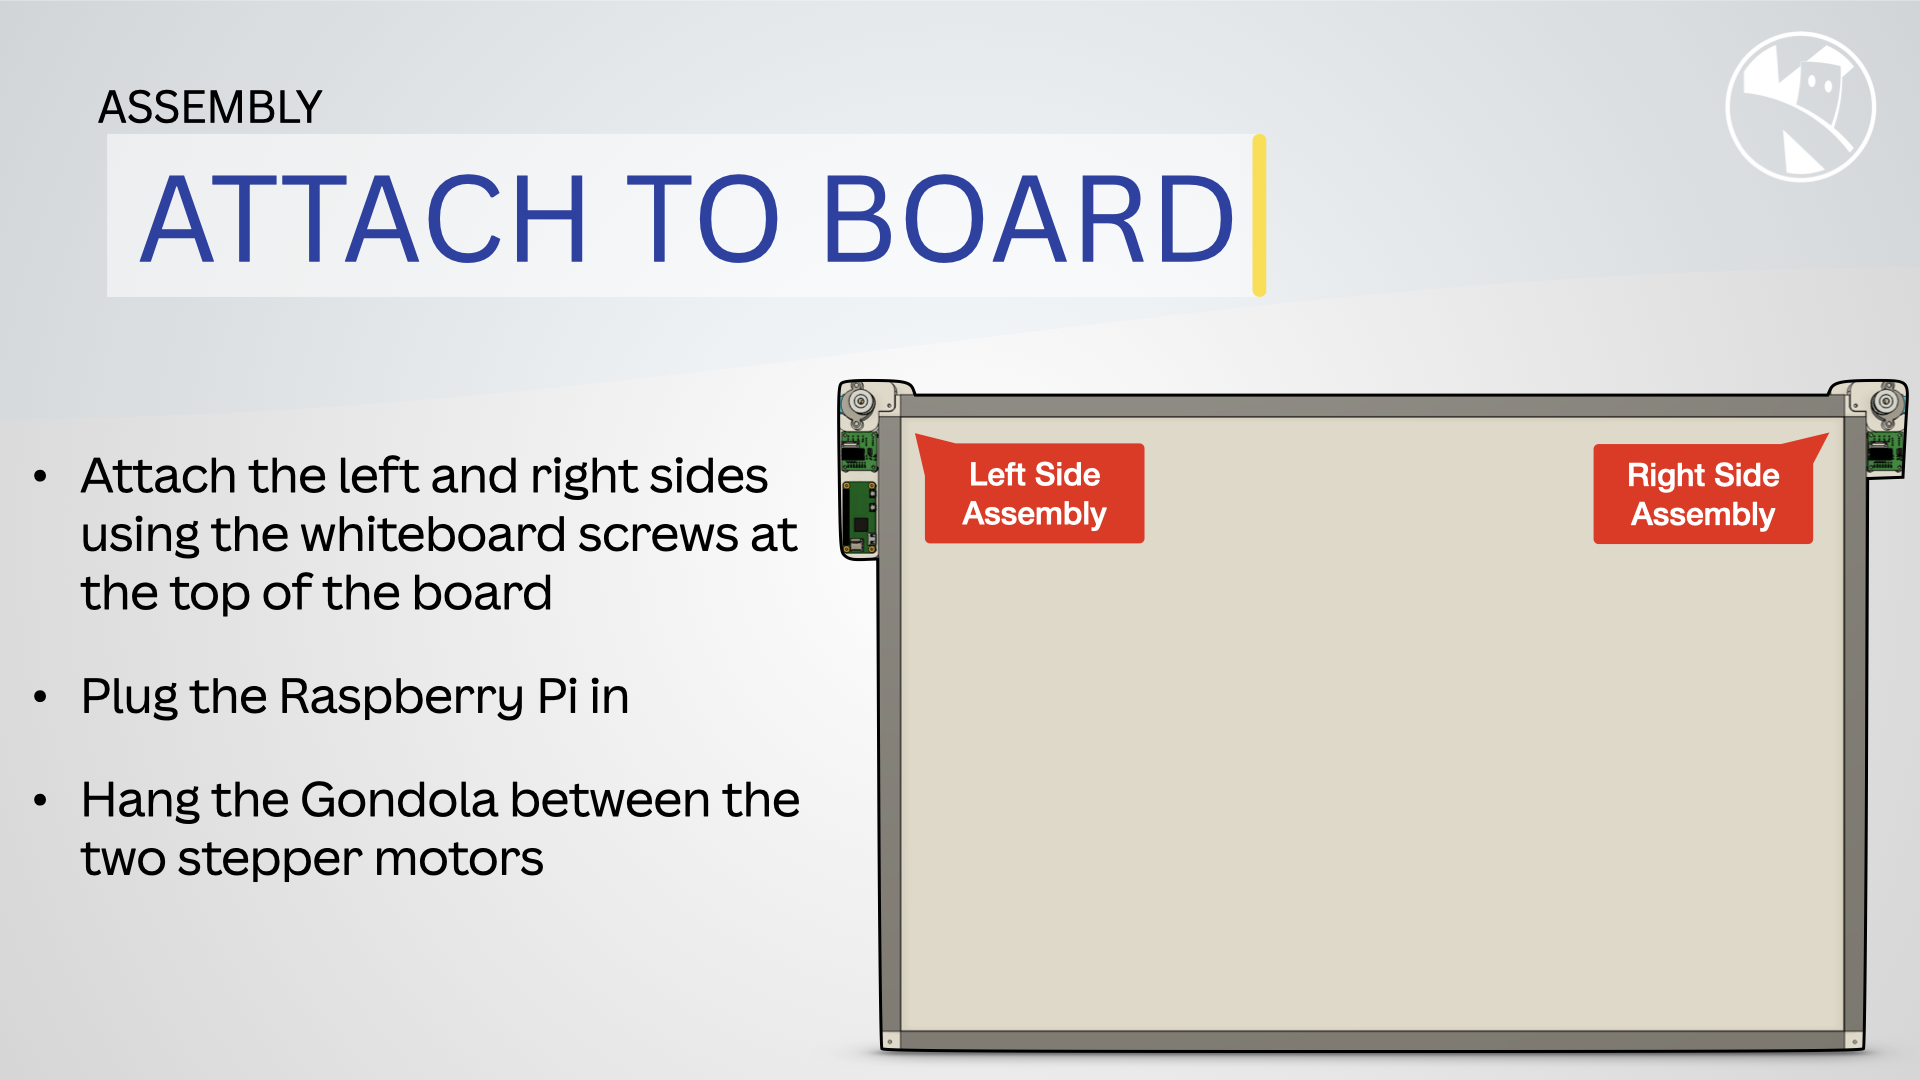 ASSEMBLY
ATTACH TO BOARD
• Attach the left and right sides
using the whiteboard screws at
the top of the board
• Plug the Raspberry Pi in
• Hang the Gondola between the
two stepper motors
Left Side
Assembly
Right Side
Assembly